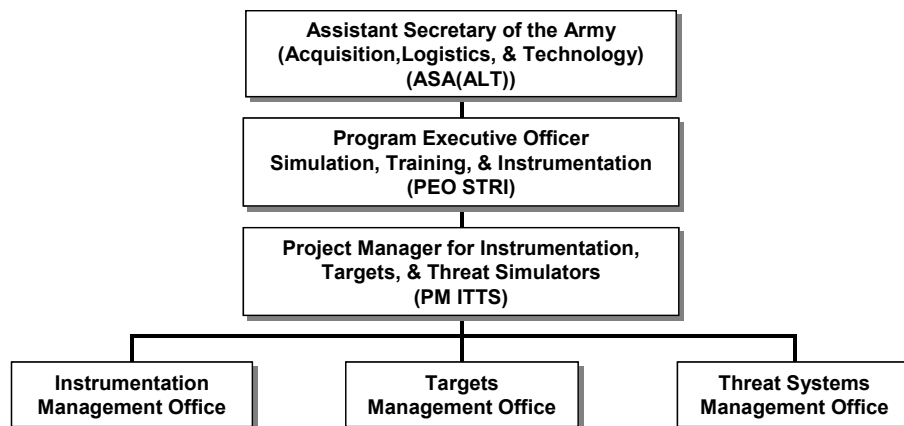 Assistant Secretary of the Army
(Acquisition,Logistics, & Technology)
(ASA(ALT))
Program Executive Officer
Simulation, Training, & Instrumentation
(PEO STRI)
Project Manager for Instrumentation,
Targets, & Threat Simulators
(PM ITTS)
Instrumentation
Management Office
Targets
Management Office
Threat Systems
Management Office